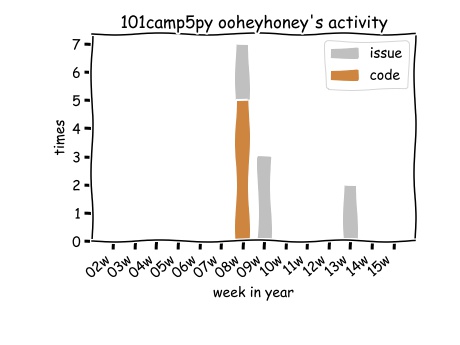 101camp5py ooheyhoney's activity
issue
code
7
6
5
4
3
2
1
0
times
02w 03w 04w 05w 06w 07w 08w 09w 10w 11w 12w 13w 14w 15w
week in year